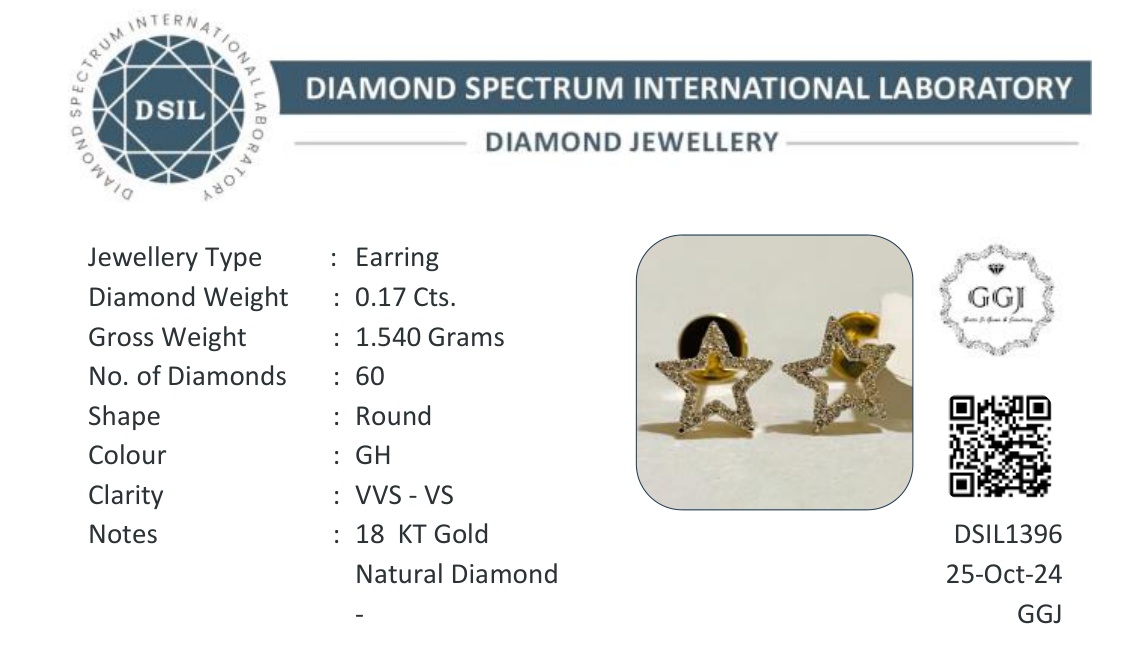 DIAMOND SPECTRUM INTERNATIONAL LABORATORY
DSIL
DIAMOND SPECTRUM INTERNATIONAL LABORATORY
DIAMOND JEWELLERY
Jewellery Type : Earring
Diamond Weight : 0.17 Cts.
Gross Weight : 1.540 Grams
No. of Diamonds : 60
Shape : Round
Colour : GH
Clarity : VVS - VS
Notes : 18 KT Gold
Natural Diamond
-
GGJ
DSIL1396
25-Oct-24
GGJ